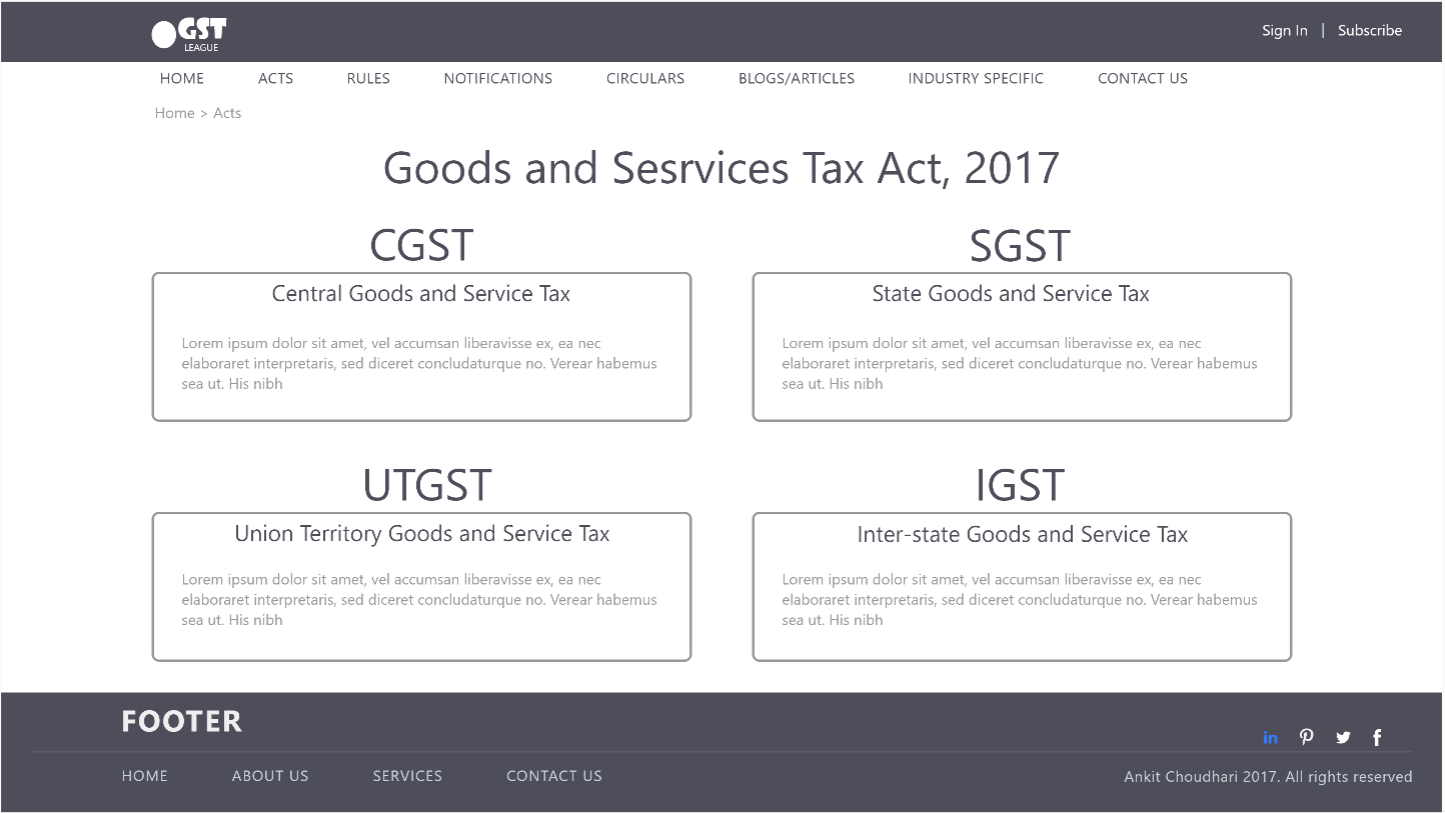 GST
LEAGUE
Sign In | Subscribe
HOME ACTS RULES NOTIFICATIONS CIRCULARS BLOGS/ARTICLES INDUSTRY SPECIFIC CONTACT US
Home > Acts
Goods and Sesrvices Tax Act, 2017
CGST
Central Goods and Service Tax
Lorem ipsum dolor sit amet, vel accumsan liberavisse ex, ea nec
elaboraret interpretaris, sed diceret concludaturque no. Verear habemus
sea ut. His nibh
SGST
State Goods and Service Tax
Lorem ipsum dolor sit amet, vel accumsan liberavisse ex, ea nec
elaboraret interpretaris, sed diceret concludaturque no. Verear habemus
sea ut. His nibh
UTGST
Union Territory Goods and Service Tax
Lorem ipsum dolor sit amet, vel accumsan liberavisse ex, ea nec
elaboraret interpretaris, sed diceret concludaturque no. Verear habemus
sea ut. His nibh
IGST
Inter-state Goods and Service Tax
Lorem ipsum dolor sit amet, vel accumsan liberavisse ex, ea nec
elaboraret interpretaris, sed diceret concludaturque no. Verear habemus
sea ut. His nibh
FOOTER
in
HOME ABOUT US SERVICES CONTACT US
Ankit Choudhari 2017. All rights reserved